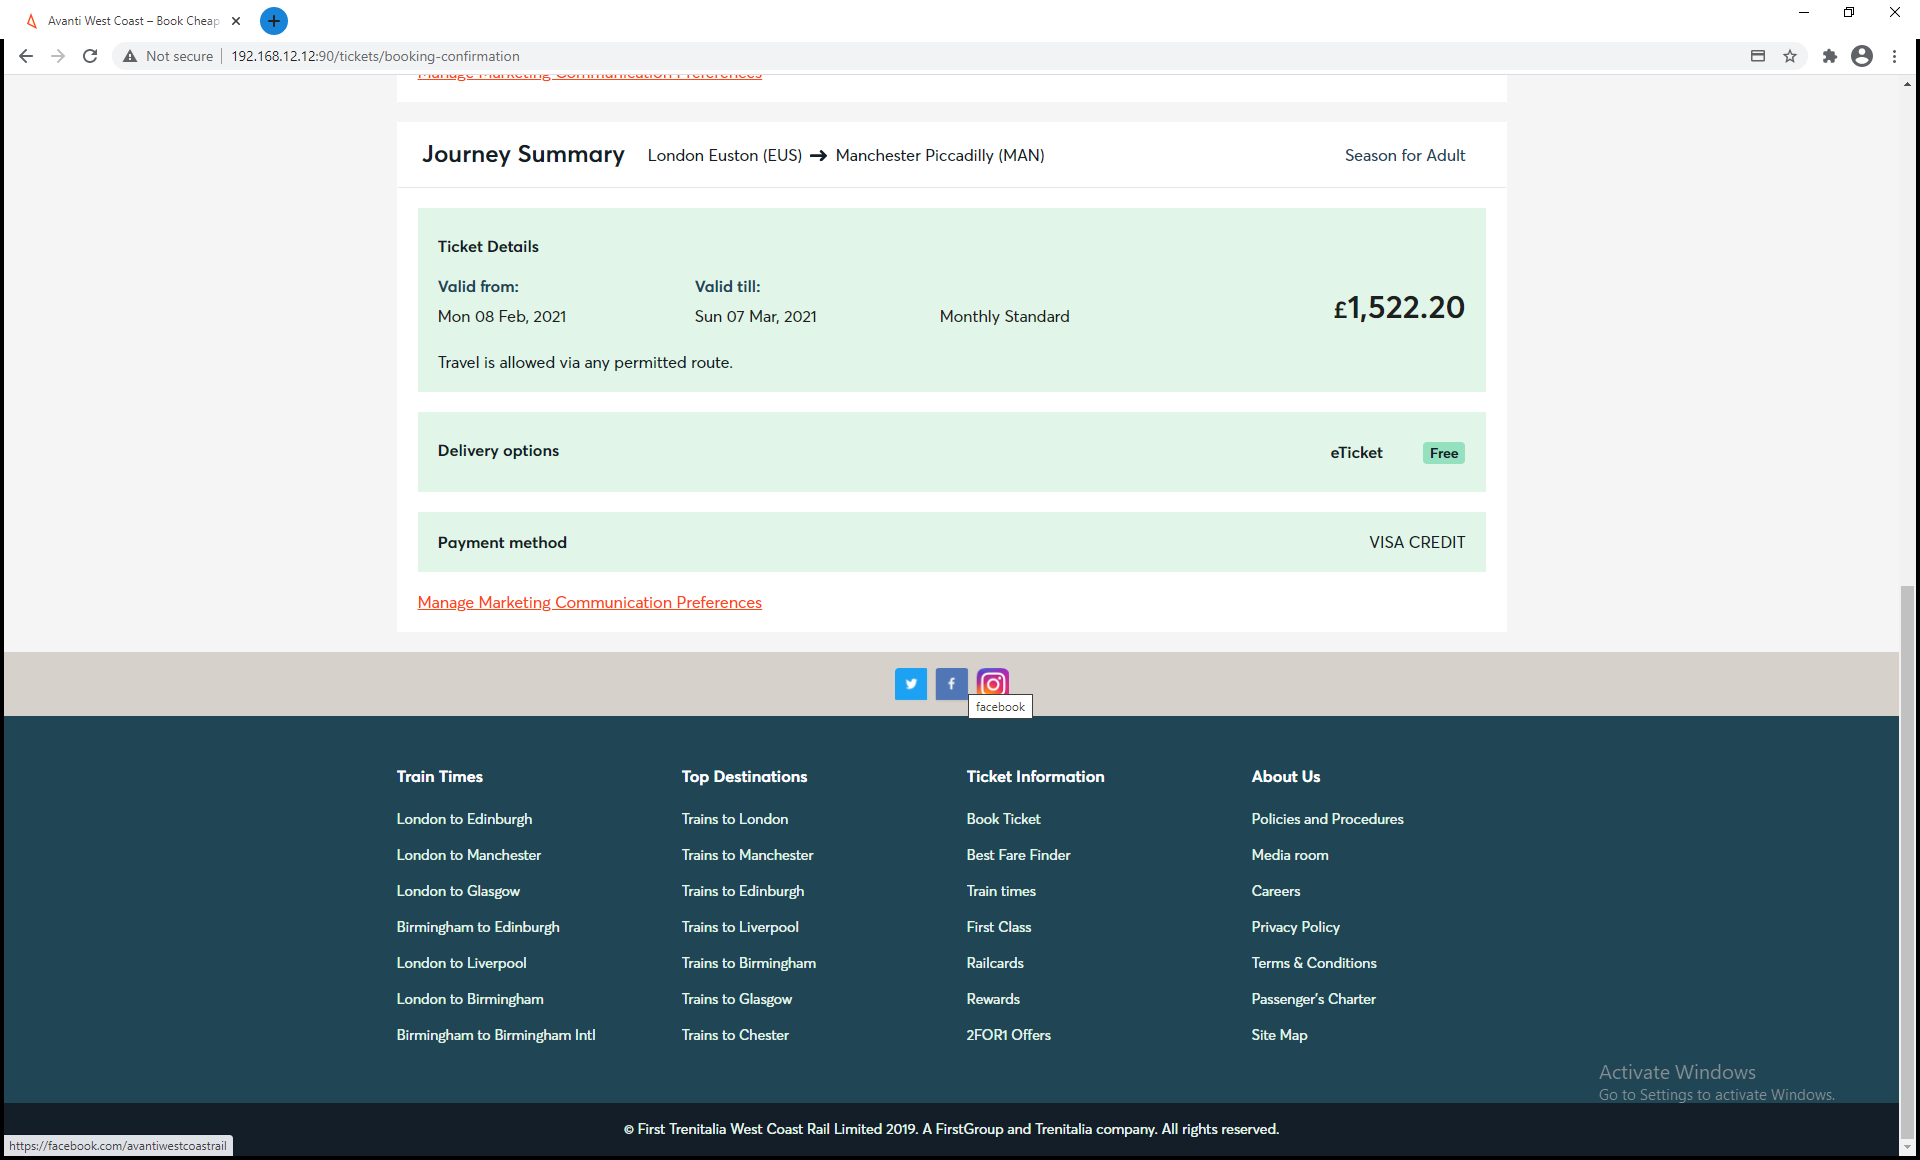 Avanti West Coast – Book Cheap
Not secure
192.168.12.12:90/tickets/booking-confirmation
Manage Marketing Communication Preferences
Journey Summary London Euston (EUS) → Manchester Piccadilly (MAN) Season for Adult
Ticket Details
Valid from: Valid till:
Mon 08 Feb, 2021 Sun 07 Mar, 2021 Monthly Standard £1,522.20
Travel is allowed via any permitted route.
Delivery options eTicket Free
Payment method VISA CREDIT
Manage Marketing Communication Preferences
facebook
Train Times Top Destinations Ticket Information About Us
London to Edinburgh Trains to London Book Ticket Policies and Procedures
London to Manchester Trains to Manchester Best Fare Finder Media room
London to Glasgow Trains to Edinburgh Train times Careers
Birmingham to Edinburgh Trains to Liverpool First Class Privacy Policy
London to Liverpool Trains to Birmingham Railcards Terms & Conditions
London to Birmingham Trains to Glasgow Rewards Passenger's Charter
Birmingham to Birmingham Intl Trains to Chester 2FOR1 Offers Site Map
Activate Windows
Go to Settings to activate Windows.
© First Trenitalia West Coast Rail Limited 2019. A FirstGroup and Trenitalia company. All rights reserved.
https://facebook.com/avantiwestcoastrail